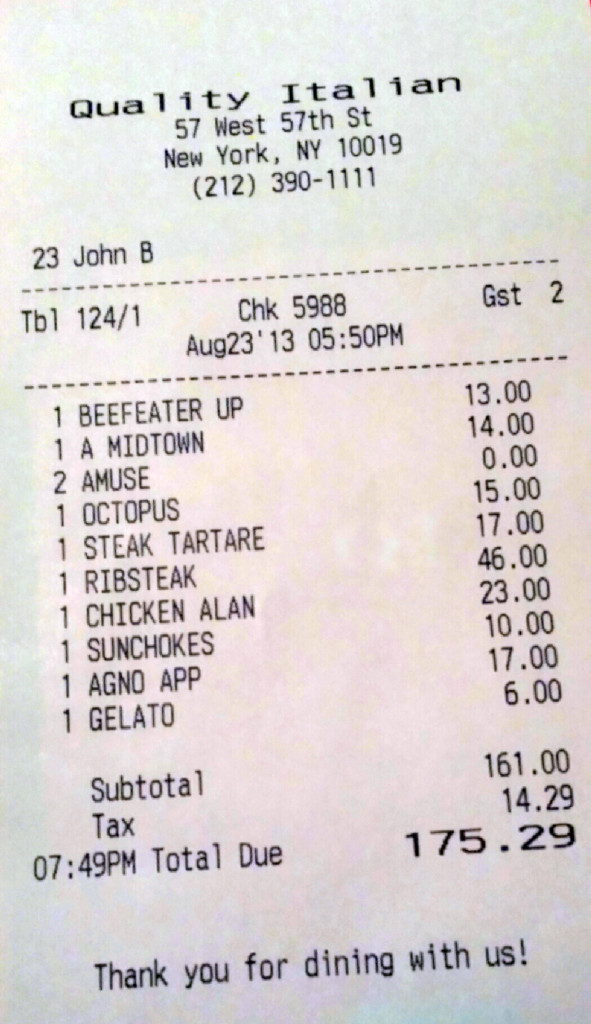 Quality Italian
57 West 57th St
New York, NY 10019
(212) 390-1111
23 John B
Tbl 124/1 Chk 5988 Gst 2
Aug23'13 05:50PM
1 BEEFEATER UP 13.00
1 A MIDTOWN 14.00
2 AMUSE 0.00
1 OCTOPUS 15.00
1 STEAK TARTARE 17.00
1 RIBSTEAK 46.00
1 CHICKEN ALAN 23.00
1 SUNCHOKES 10.00
1 AGNO APP 17.00
1 GELATO 6.00
Subtotal 161.00
Tax 14.29
07:49PM Total Due 175.29
Thank you for dining with us!